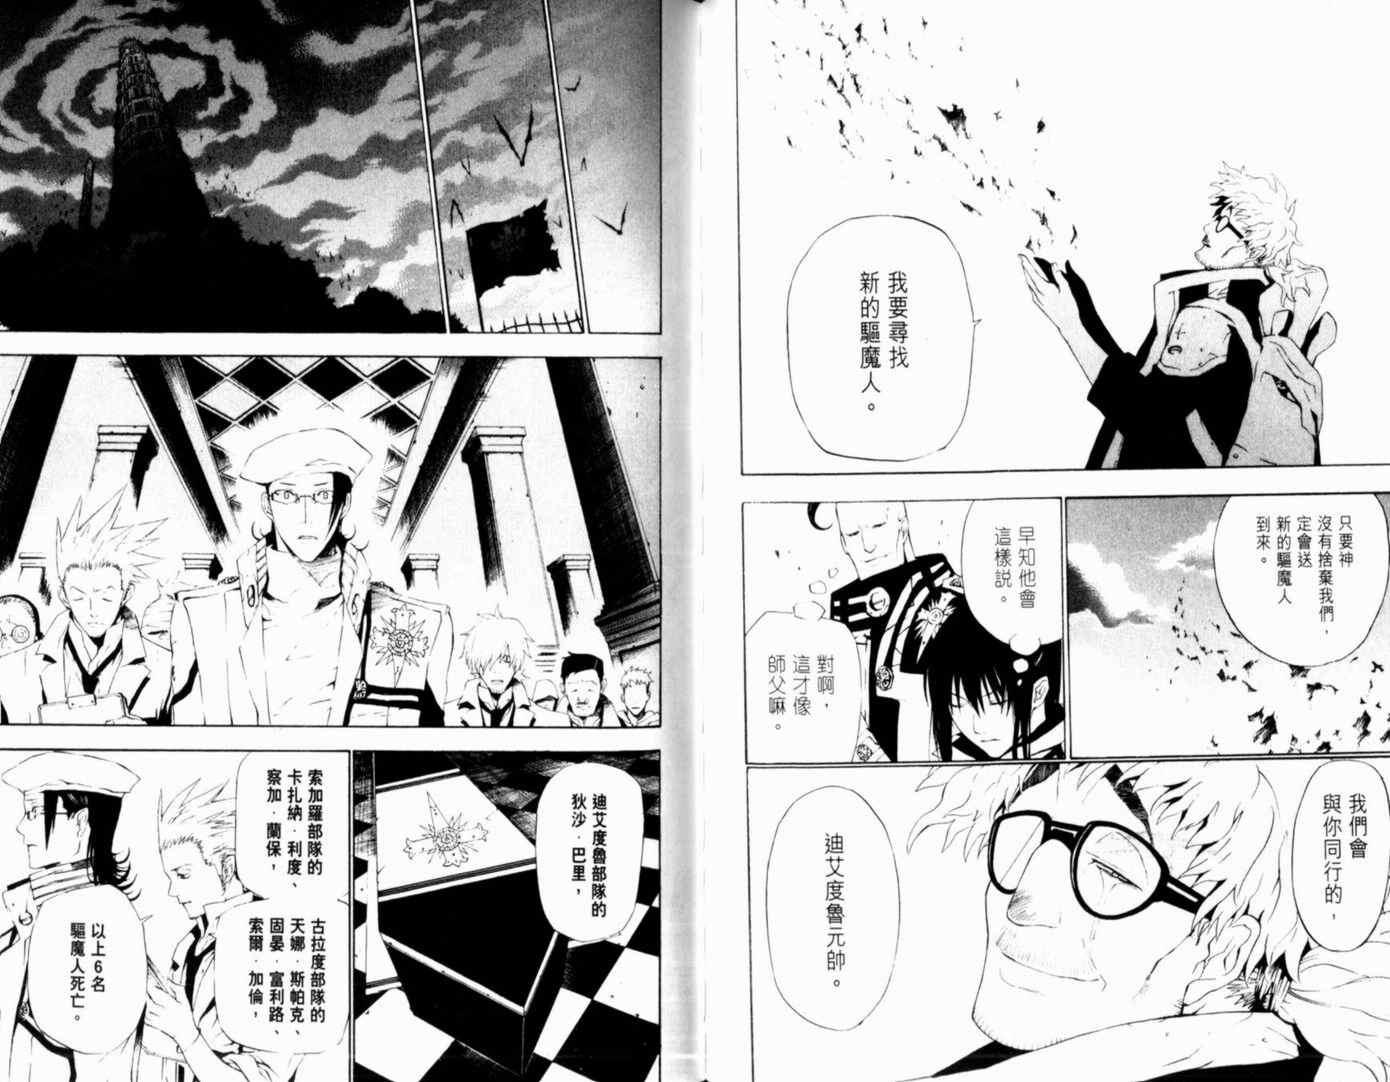 我要尋找
新的驅魔人。
只要神
沒有捨棄我們，
定會送
新的驅魔人
到來。
早知他會
這樣說。
對啊，
這才像
師父嘛。
我們會
與你同行的，
迪艾度魯元帥。
迪艾度魯部隊的
狄沙．巴里，
索加羅部隊的
卡扎納．利度、
察加．蘭保，
古拉度部隊的
天娜．斯帕克、
固晏．富利路、
索爾．加倫，
以上6名
驅魔人死亡。